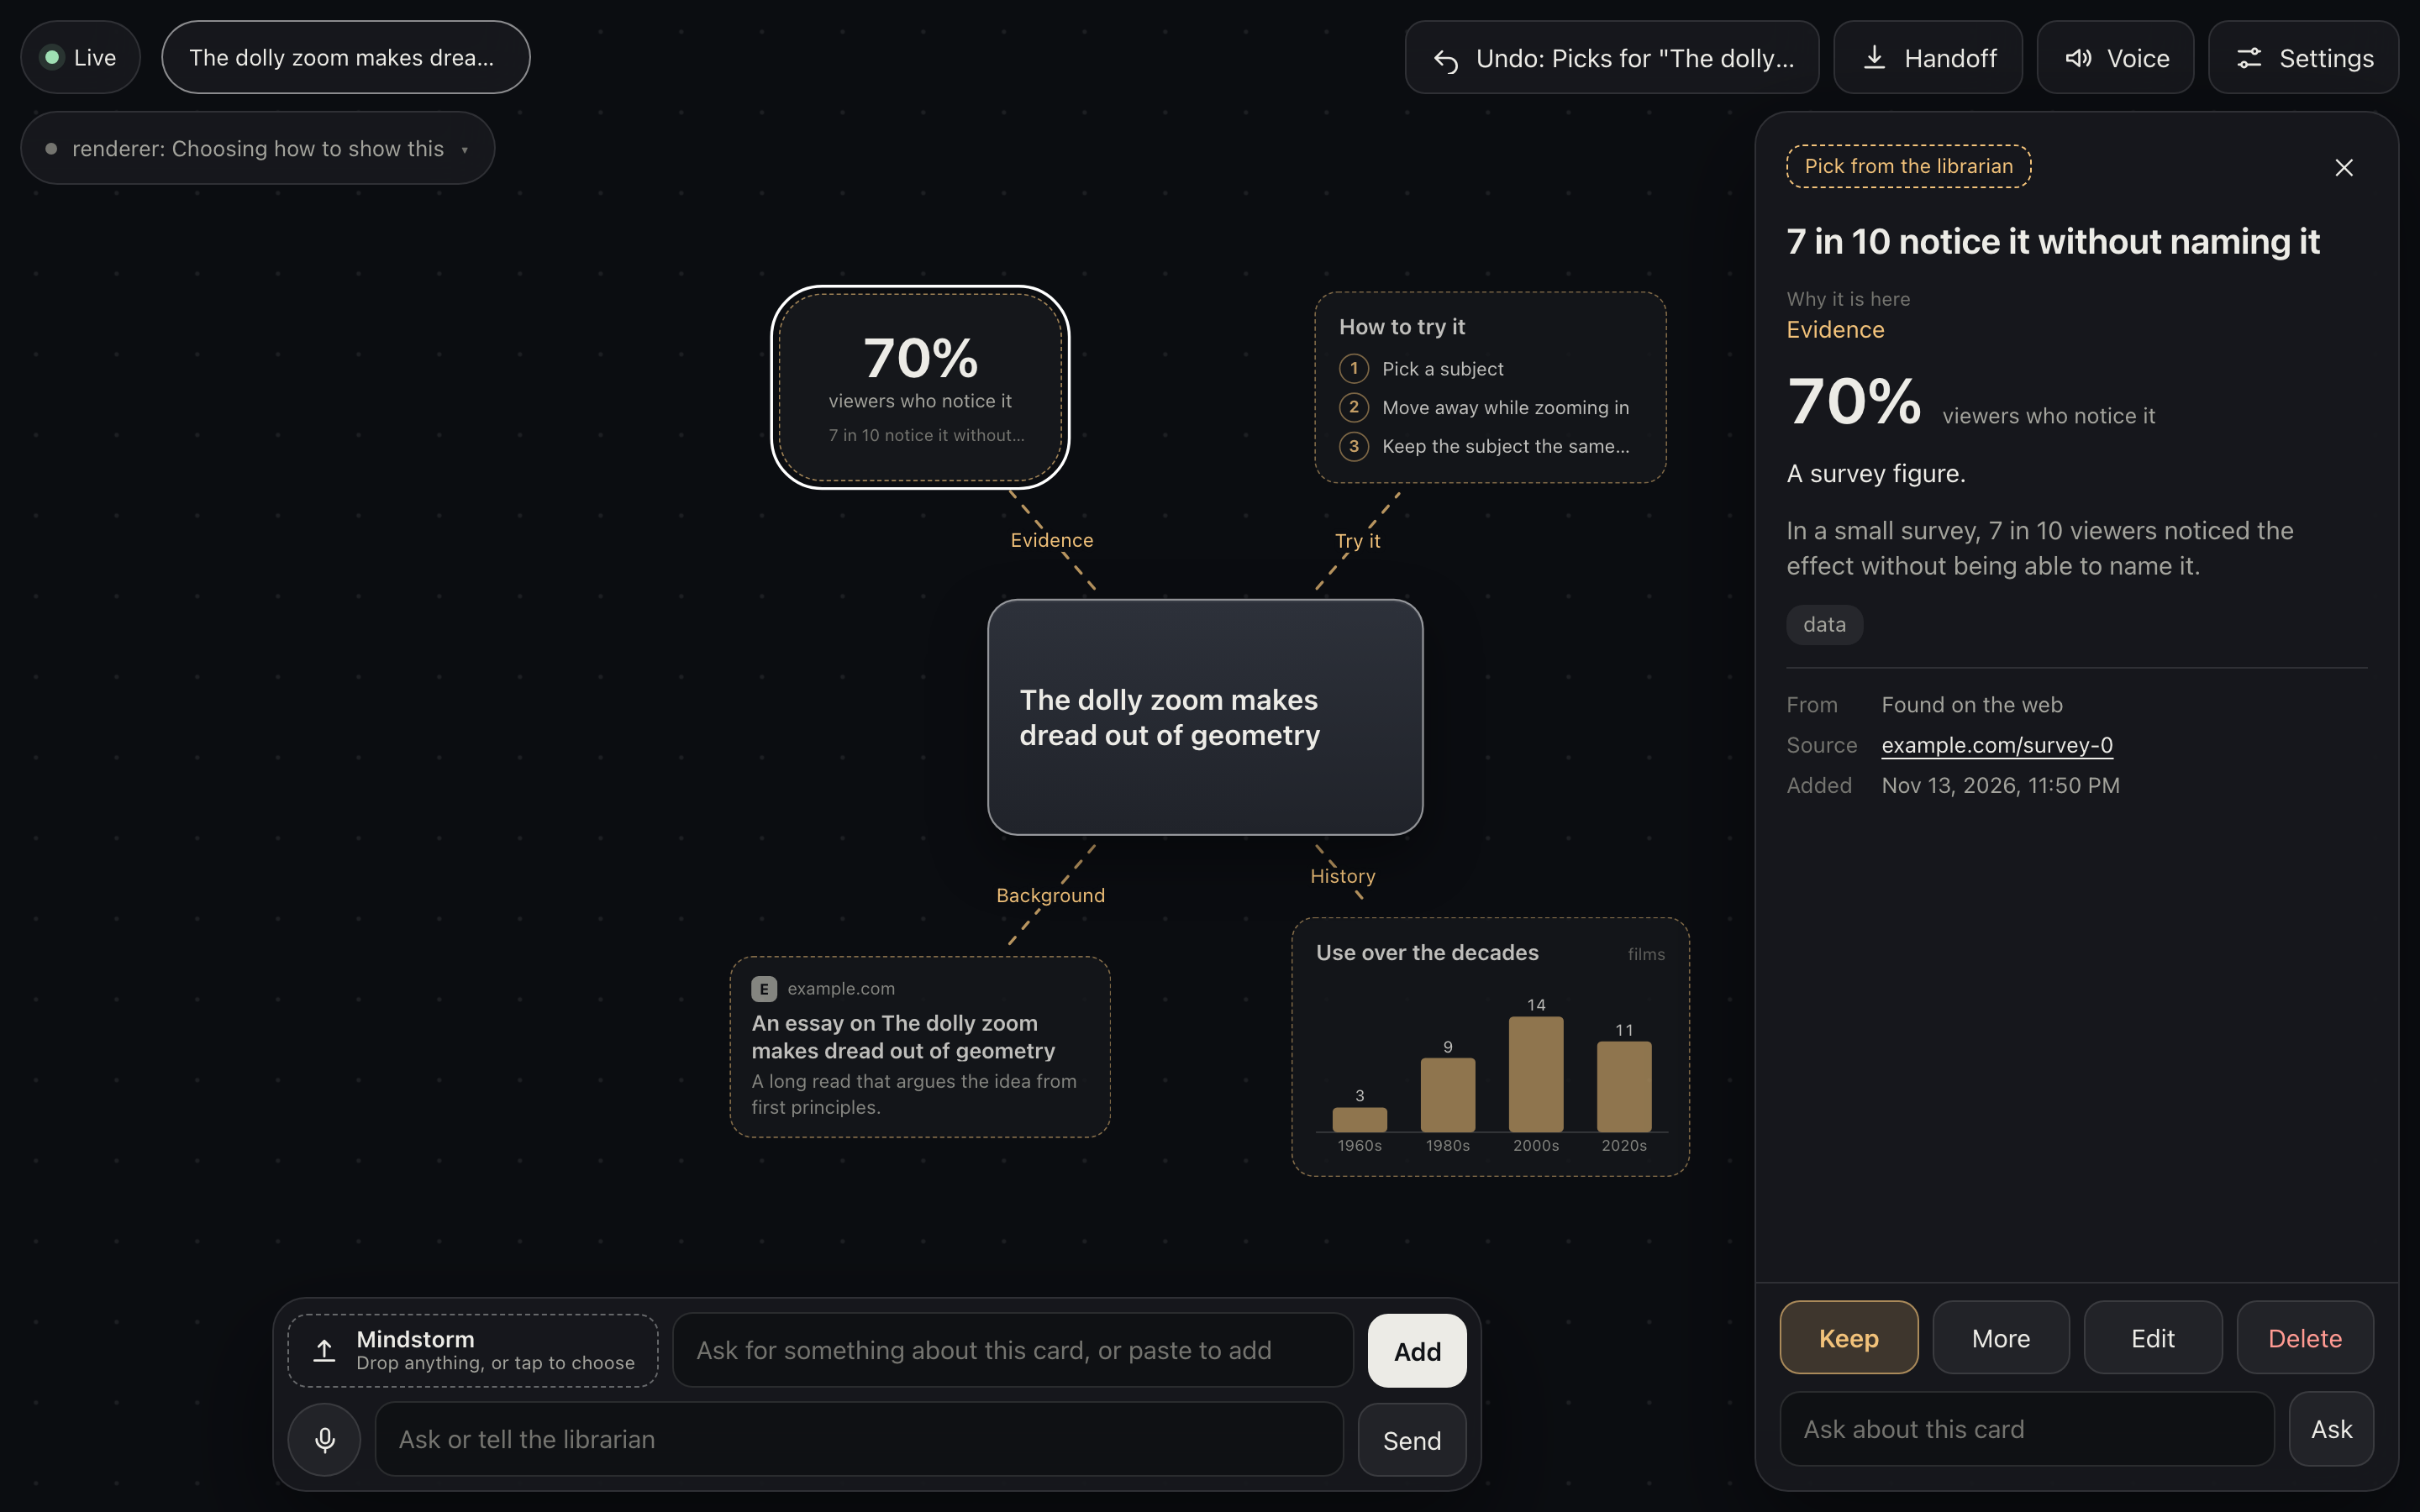 Live
The dolly zoom makes drea...
Undo: Picks for "The dolly...
Handoff
Voice
Settings
renderer: Choosing how to show this
70%
viewers who notice it
7 in 10 notice it without...
How to try it
1 Pick a subject
2 Move away while zooming in
3 Keep the subject the same...
Evidence
Try it
The dolly zoom makes
dread out of geometry
Background
History
E example.com
An essay on The dolly zoom
makes dread out of geometry
A long read that argues the idea from
first principles.
Use over the decades
films
3
9
14
11
1960s
1980s
2000s
2020s
Mindstorm
Drop anything, or tap to choose
Ask for something about this card, or paste to add
Add
Ask or tell the librarian
Send
Pick from the librarian
7 in 10 notice it without naming it
Why it is here
Evidence
70% viewers who notice it
A survey figure.
In a small survey, 7 in 10 viewers noticed the
effect without being able to name it.
data
From Found on the web
Source example.com/survey-0
Added Nov 13, 2026, 11:50 PM
Keep
More
Edit
Delete
Ask about this card
Ask